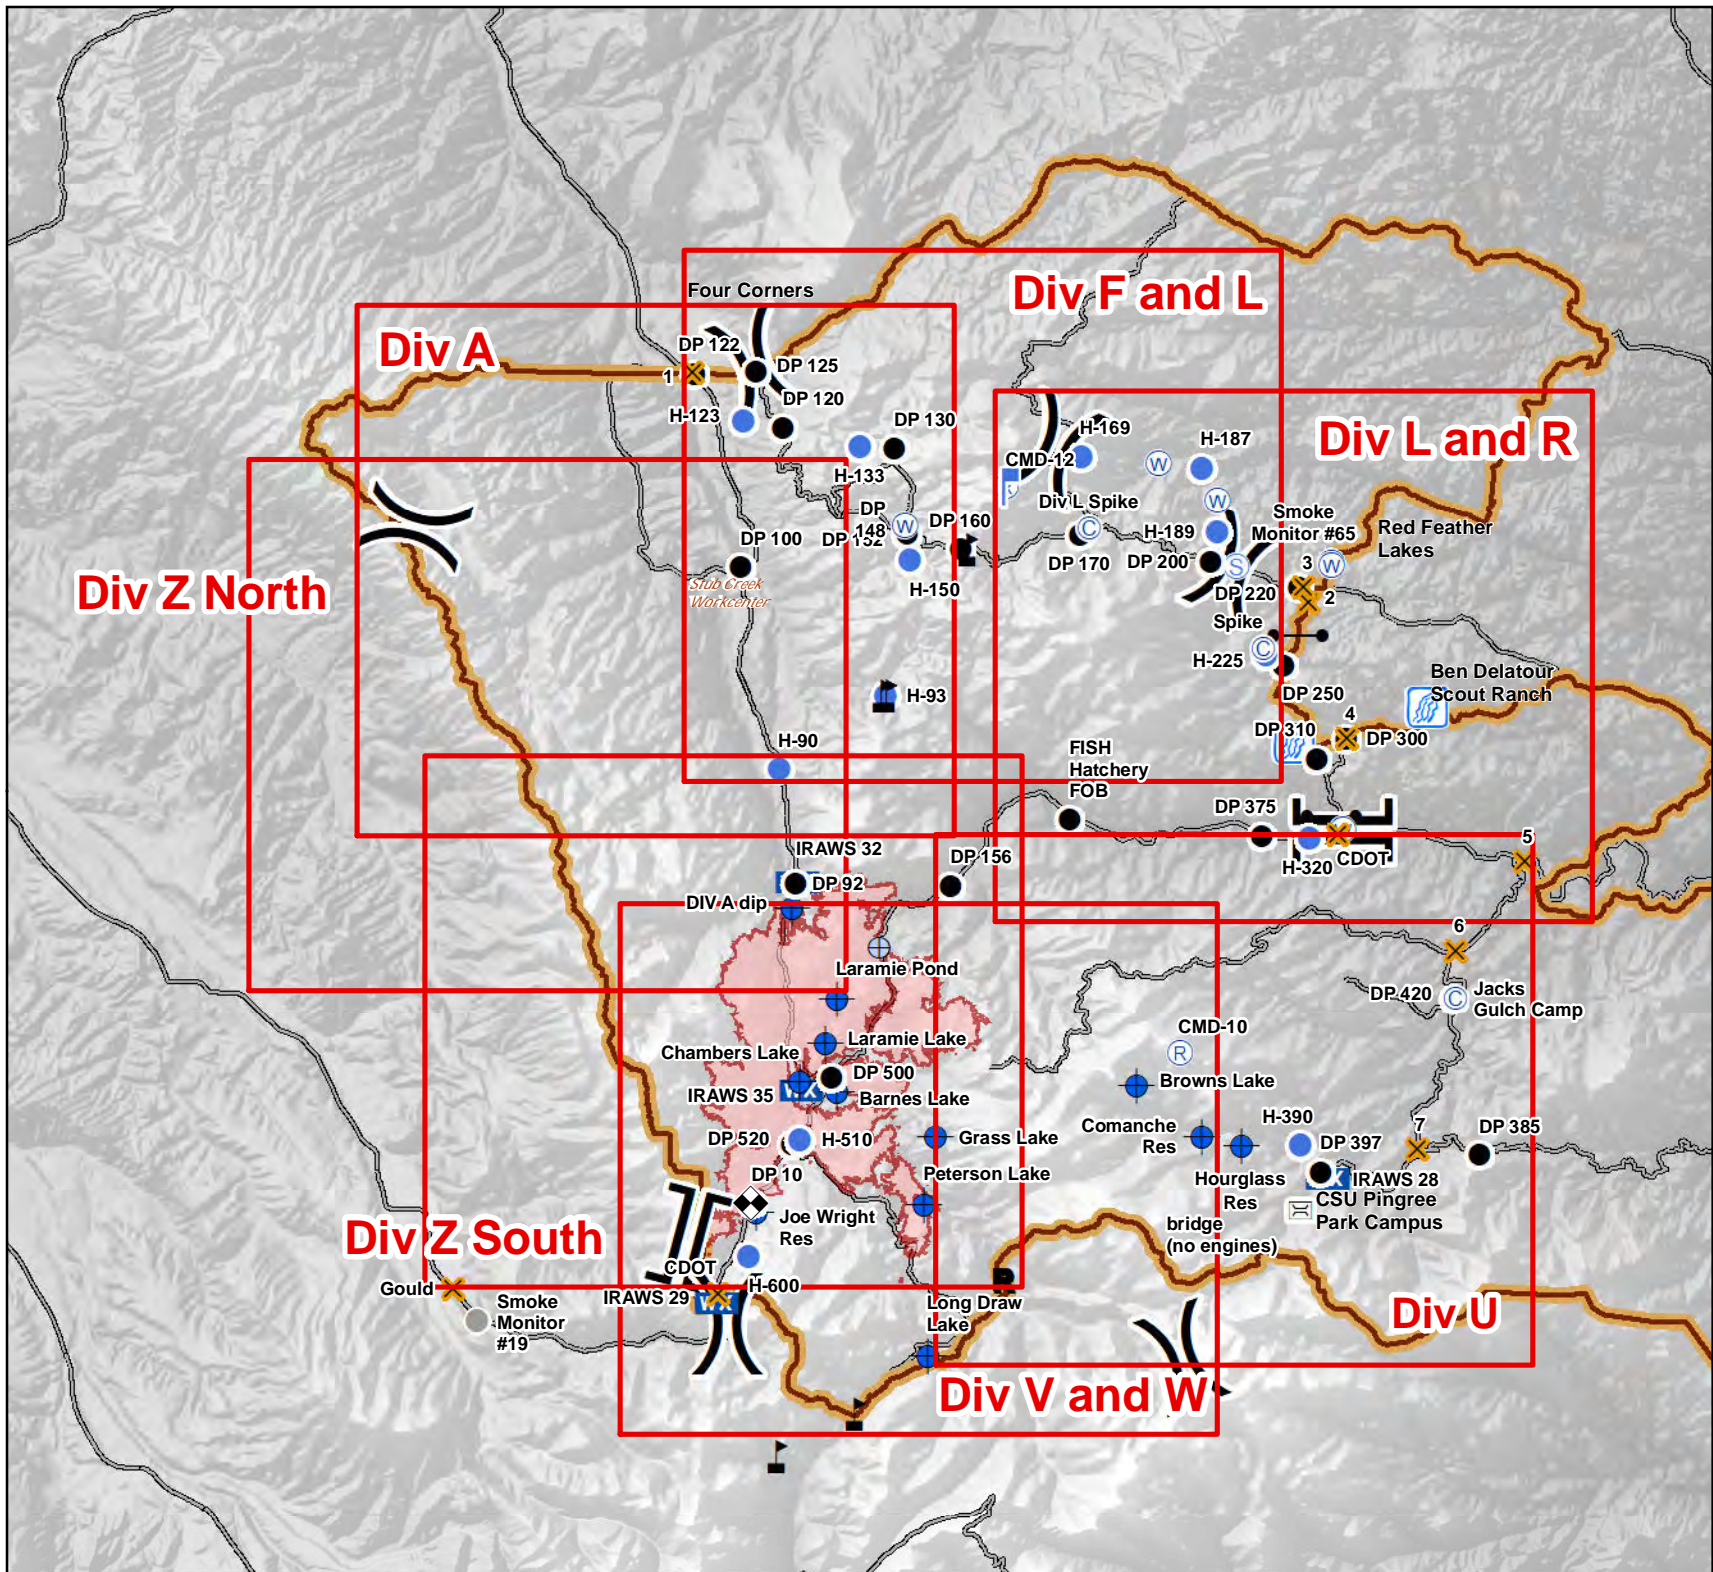 Div F and L
Four Corners
Div A
DP 122
DP 125
1
DP 120
H-123
DP 130
H-133
H-169
H-187
Div L and R
CMD-12
W
W
Div L Spike
C
DP
148
W
DP 160
DP 152
DP 100
Stub Creek
Workcenter
H-150
DP 170
H-189
DP 200
S
Smoke
Monitor #65
Red Feather
Lakes
W
3
2
DP 220
Div Z North
Spike
C
H-225
DP 250
Ben Delatour
Scout Ranch
H-93
4
DP 310
DP 300
H-90
FISH
Hatchery
FOB
DP 375
H-320
CDOT
5
IRAWS 32
DP 92
DP 156
DIV A dip
6
Laramie Pond
DP 420
C
Jacks
Gulch Camp
Laramie Lake
Chambers Lake
CMD-10
R
DP 500
IRAWS 35
WX
Barnes Lake
Browns Lake
DP 520
H-510
Grass Lake
Comanche
Res
H-390
DP 397
7
DP 385
DP 10
Peterson Lake
Hourglass
Res
IRAWS 28
CSU Pingree
Park Campus
Joe Wright
Res
bridge
(no engines)
Div Z South
CDOT
H-600
Gould
IRAWS 29
WX
Smoke
Monitor
#19
Long Draw
Lake
Div U
Div V and W